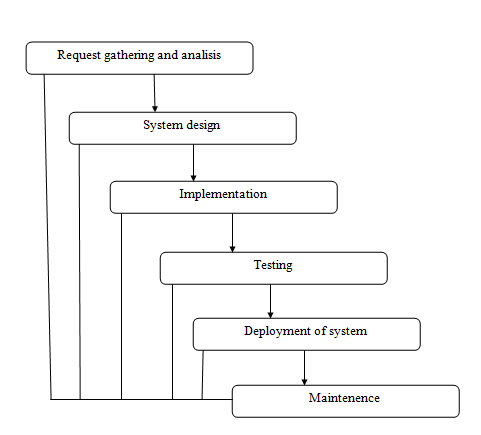 Request gathering and analisis
System design
Implementation
Testing
Deployment of system
Maintenence